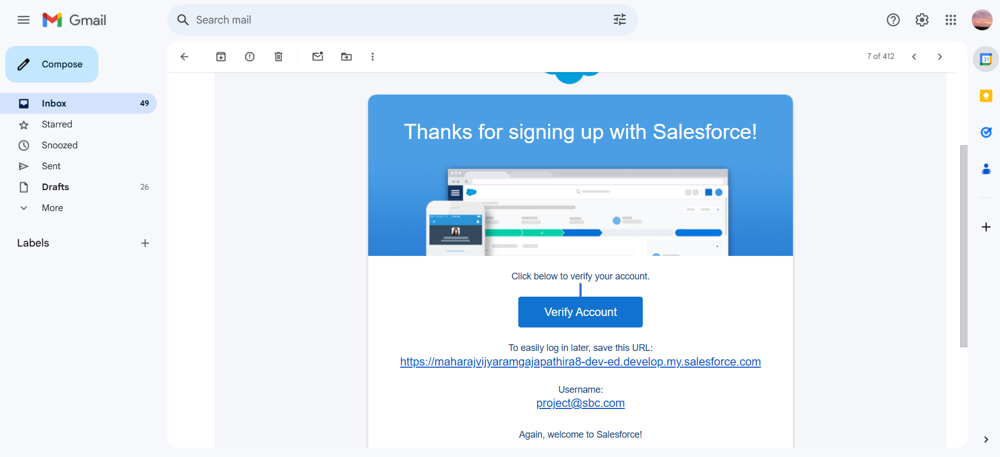 Gmail
Search mail
Compose
7 of 412
31
Inbox 49
Starred
Snoozed
Sent
Drafts 26
More
Labels
Thanks for signing up with Salesforce!
Click below to verify your account.
Verify Account
To easily log in later, save this URL:
https://maharajvijyaramgajapathira8-dev-ed.develop.my.salesforce.com
Username:
project@sbc.com
Again, welcome to Salesforce!